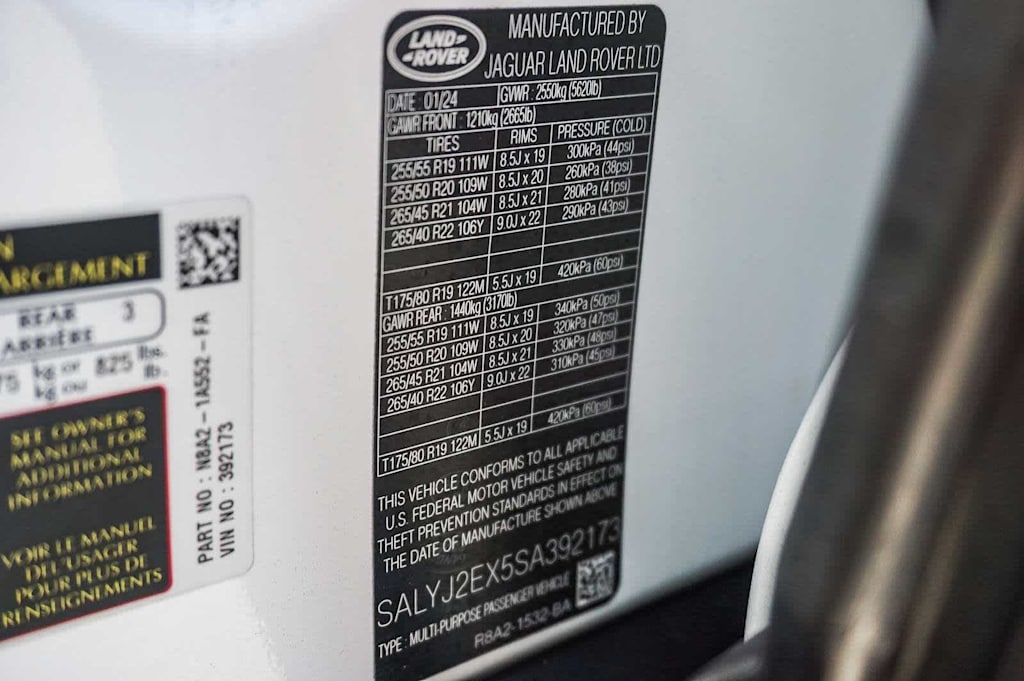 N
ARGEMENT
REAR 3
ARRIÈRE
75 kg or 825 lbs.
kg ou lb.
SEE OWNER'S
MANUAL FOR
ADDITIONAL
INFORMATION
VOIR LE MANUEL
DE L'USAGER
POUR PLUS DE
RENSEIGNEMENTS
PART NO : N8A2-1A552-FA
VIN NO : 392173
LAND-
-ROVER
MANUFACTURED BY
JAGUAR LAND ROVER LTD
DATE 01/24 GVWR : 2550kg (5620lb)
GAWR FRONT : 1210kg (2665lb)
TIRES RIMS PRESSURE (COLD)
255/55 R19 111W 8.5J x 19 300kPa (44psi)
255/50 R20 109W 8.5J x 20 260kPa (38psi)
265/45 R21 104W 8.5J x 21 280kPa (41psi)
265/40 R22 106Y 9.0J x 22 290kPa (43psi)
T175/80 R19 122M 5.5J x 19 420kPa (60psi)
GAWR REAR : 1440kg (3170lb)
255/55 R19 111W 8.5J x 19 340kPa (50psi)
255/50 R20 109W 8.5J x 20 320kPa (47psi)
265/45 R21 104W 8.5J x 21 330kPa (48psi)
265/40 R22 106Y 9.0J x 22 310kPa (45psi)
T175/80 R19 122M 5.5J x 19 420kPa (60psi)
THIS VEHICLE CONFORMS TO ALL APPLICABLE
U.S. FEDERAL MOTOR VEHICLE SAFETY AND
THEFT PREVENTION STANDARDS IN EFFECT ON
THE DATE OF MANUFACTURE SHOWN ABOVE
SALYJ2EX5SA392173
TYPE : MULTI-PURPOSE PASSENGER VEHICLE
R8A2-1532-BA